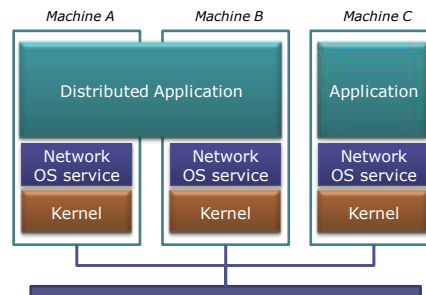 Machine A Machine B Machine C
Distributed Application Application
Network Network Network
OS service OS service OS service
Kernel Kernel Kernel